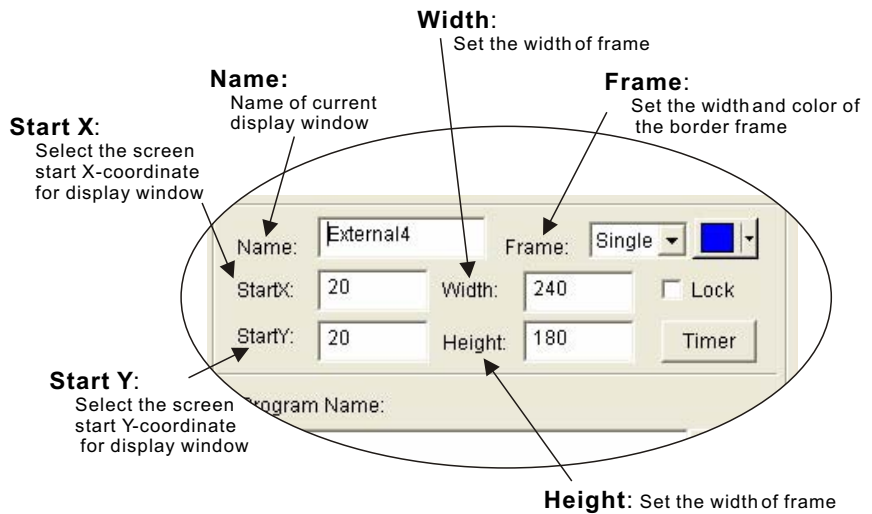 Width:
Set the width of frame
Name:
Name of current
display window
Frame:
Set the width and color of
the border frame
Start X:
Select the screen
start X-coordinate
for display window
Name:
External4
Frame:
Single
StartX:
20
Width:
240
Lock
StartY:
20
Height:
180
Timer
Start Y:
Select the screen
start Y-coordinate
for display window
Program Name:
Height: Set the width of frame